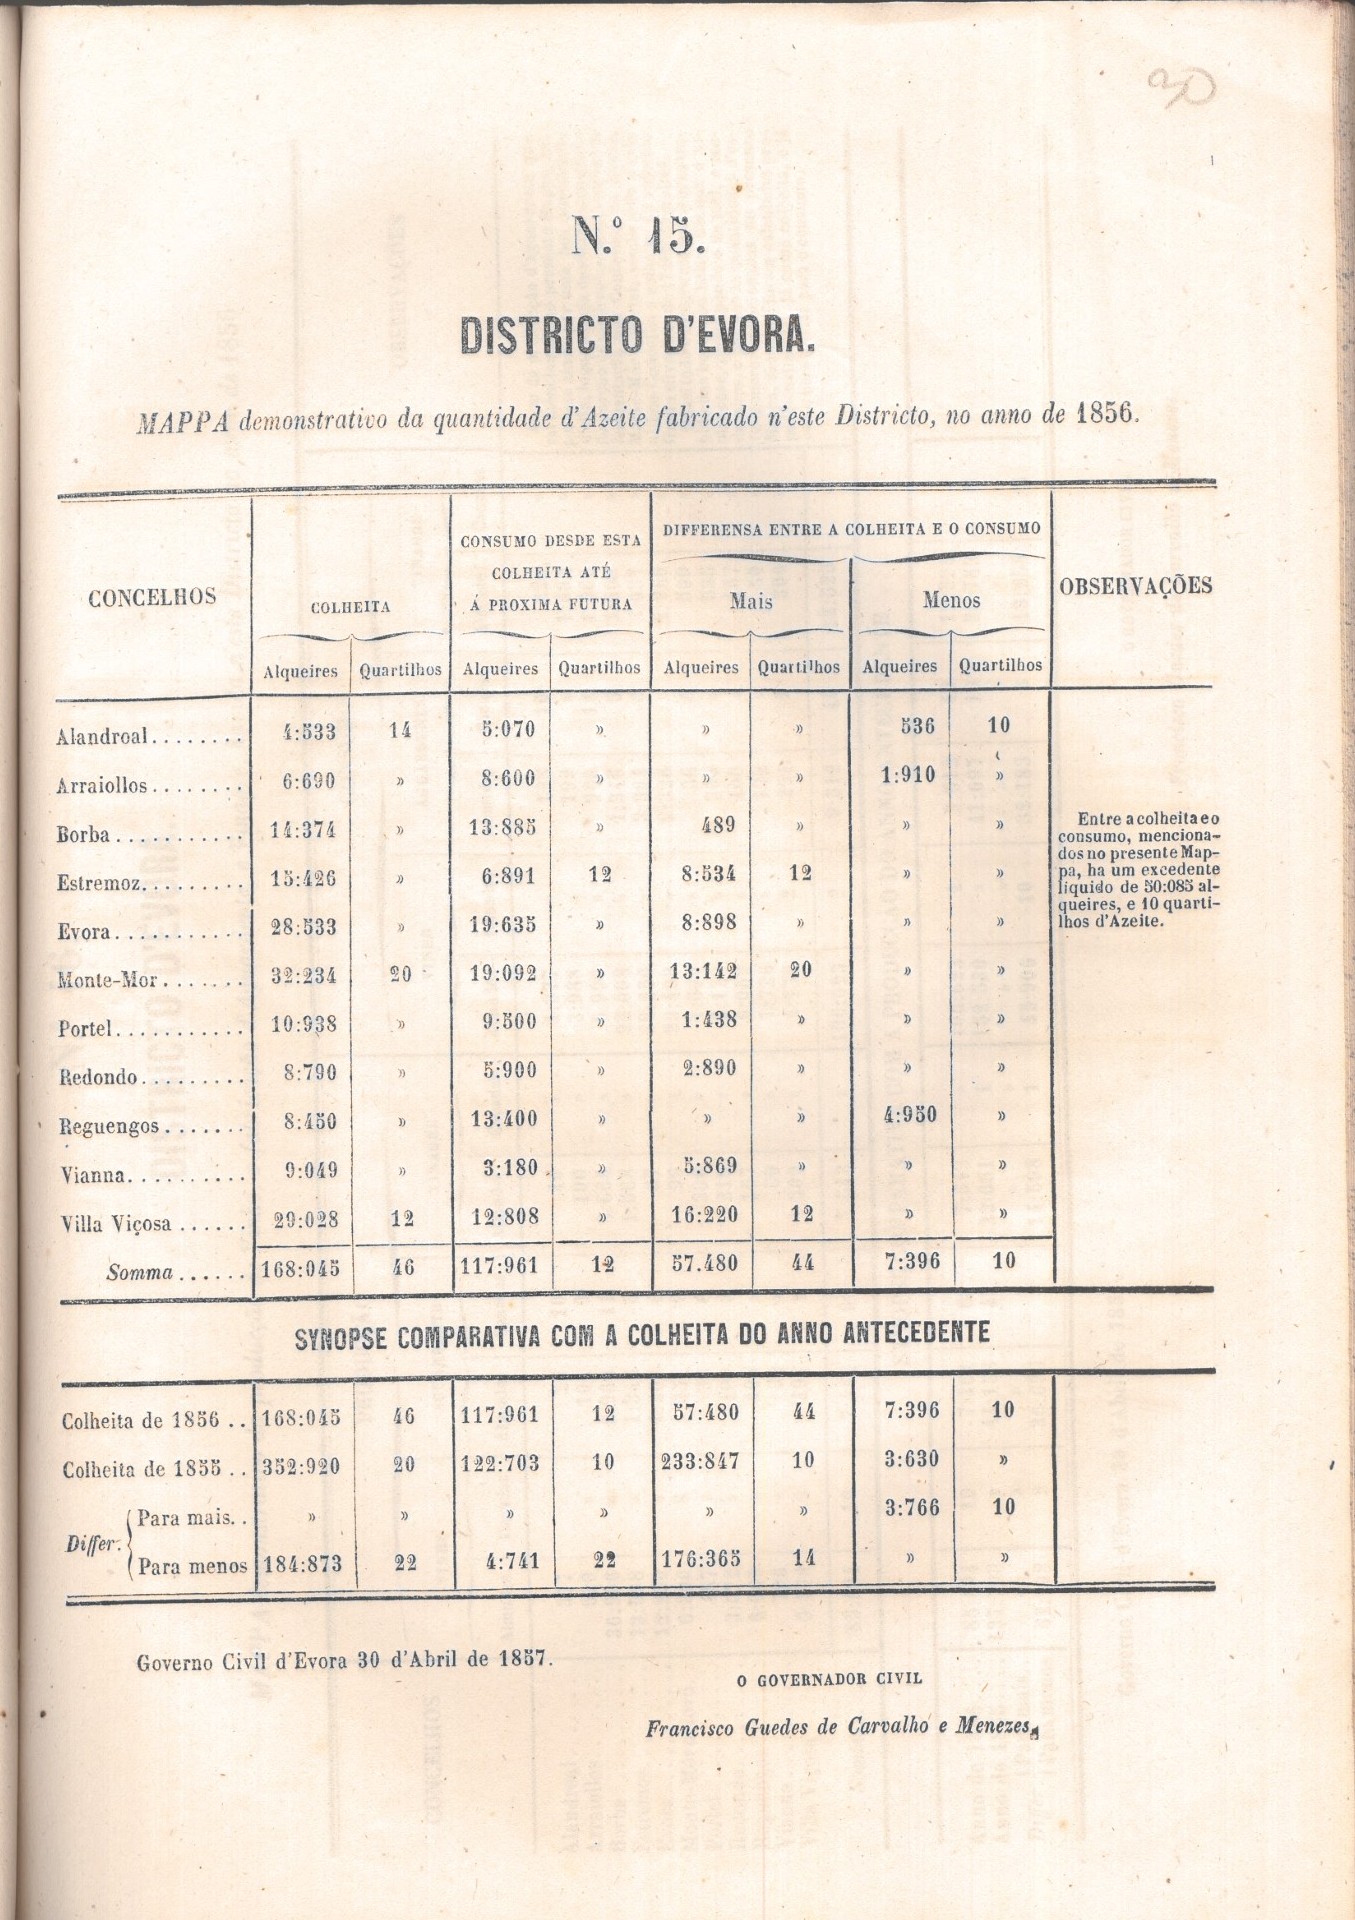 N.º 15.
DISTRICTO D'EVORA.
MAPPA demonstrativo da quantidade d'Azeite fabricado n'este Districto, no anno de 1856.
CONCELHOS COLHEITA CONSUMO DESDE ESTA COLHEITA ATÉ Á PROXIMA FUTURA DIFFERENSA ENTRE A COLHEITA E O CONSUMO OBSERVAÇÕES
Mais Menos
Alqueires Quartilhos Alqueires Quartilhos Alqueires Quartilhos Alqueires Quartilhos
Alandroal........ 4:533 14 5:070 » » » 536 10
Arraiollos........ 6:690 » 8:600 » » » 1:910 »
Borba........... 14:374 » 13:885 » 489 » » »
Estremoz......... 15:426 » 6:891 12 8:534 12 » »
Evora........... 28:533 » 19:635 » 8:898 » » »
Monte-Mor....... 32:234 20 19:092 » 13:142 20 » »
Portel........... 10:938 » 9:500 » 1:438 » » »
Redondo......... 8:790 » 5:900 » 2:890 » » »
Reguengos....... 8:450 » 13:400 » » » 4:950 »
Vianna.......... 9:049 » 3:180 » 5:869 » » »
Villa Viçosa...... 29:028 12 12:808 » 16:220 12 » »
Somma...... 168:045 46 117:961 12 57.480 44 7:396 10
Entre a colheita e o
consumo, menciona-
dos no presente Map-
pa, ha um excedente
liquido de 50:085 al-
queires, e 10 quarti-
lhos d'Azeite.
SYNOPSE COMPARATIVA COM A COLHEITA DO ANNO ANTECEDENTE
Colheita de 1856.. 168:045 46 117:961 12 57:480 44 7:396 10
Colheita de 1855.. 352:920 20 122:703 10 233:847 10 3:630 »
Differ. Para mais.. » » » » » » 3:766 10
Para menos 184:873 22 4:741 22 176:365 14 » »
Governo Civil d'Evora 30 d'Abril de 1857.
O GOVERNADOR CIVIL
Francisco Guedes de Carvalho e Menezes